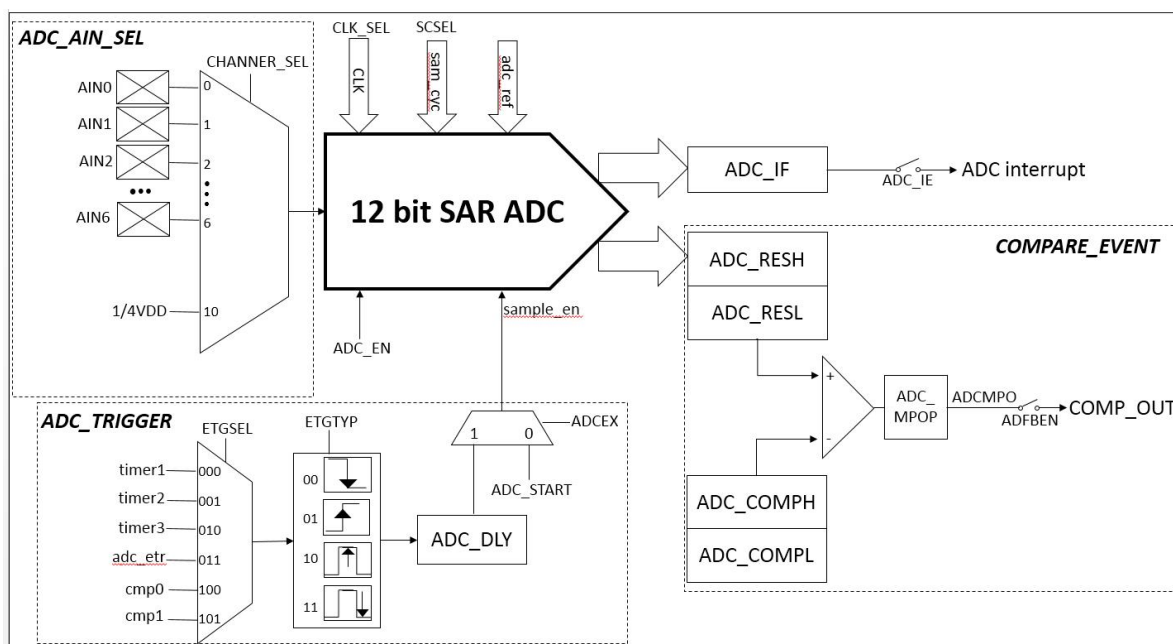 ADC_AIN_SEL
CHANNER_SEL
AIN0
0
AIN1
1
AIN2
2
•••
AIN6
6
1/4VDD
10
CLK_SEL
SCSEL
CLK
sam_cyc
adc_ref
12 bit SAR ADC
ADC_EN
sample_en
ADC_IF
ADC_IE
ADC interrupt
COMPARE_EVENT
ADC_RESH
ADC_RESL
+
-
ADC_
MPOP
ADCMPO
ADFBEN
COMP_OUT
ADC_COMPH
ADC_COMPL
ADC_TRIGGER
ETGSEL
timer1
000
timer2
001
timer3
010
adc_etr
011
cmp0
100
cmp1
101
ETGTYP
00
01
10
11
ADC_DLY
1
0
ADCEX
ADC_START